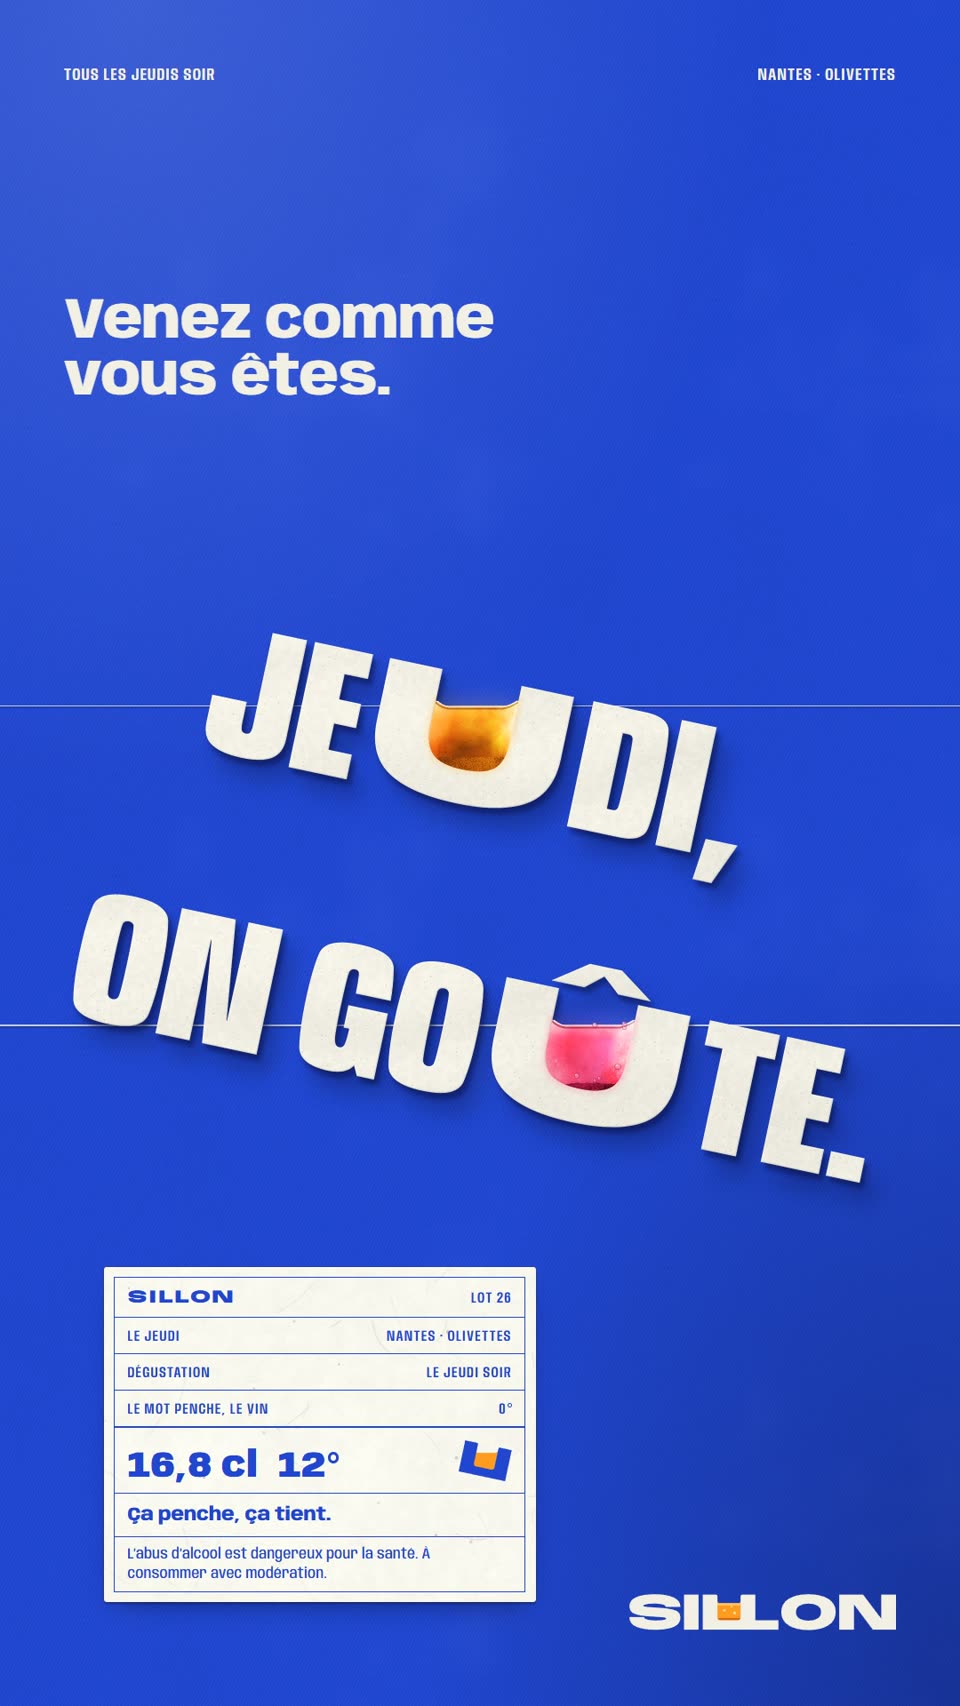 TOUS LES JEUDIS SOIR
NANTES · OLIVETTES
Venez comme
vous êtes.
JEUDI,
ON GOÛTE.
SILLON
LOT 26
LE JEUDI
NANTES · OLIVETTES
DÉGUSTATION
LE JEUDI SOIR
LE MOT PENCHE, LE VIN
0°
16,8 cl 12°
Ça penche, ça tient.
L'abus d'alcool est dangereux pour la santé. À
consommer avec modération.
SILLON